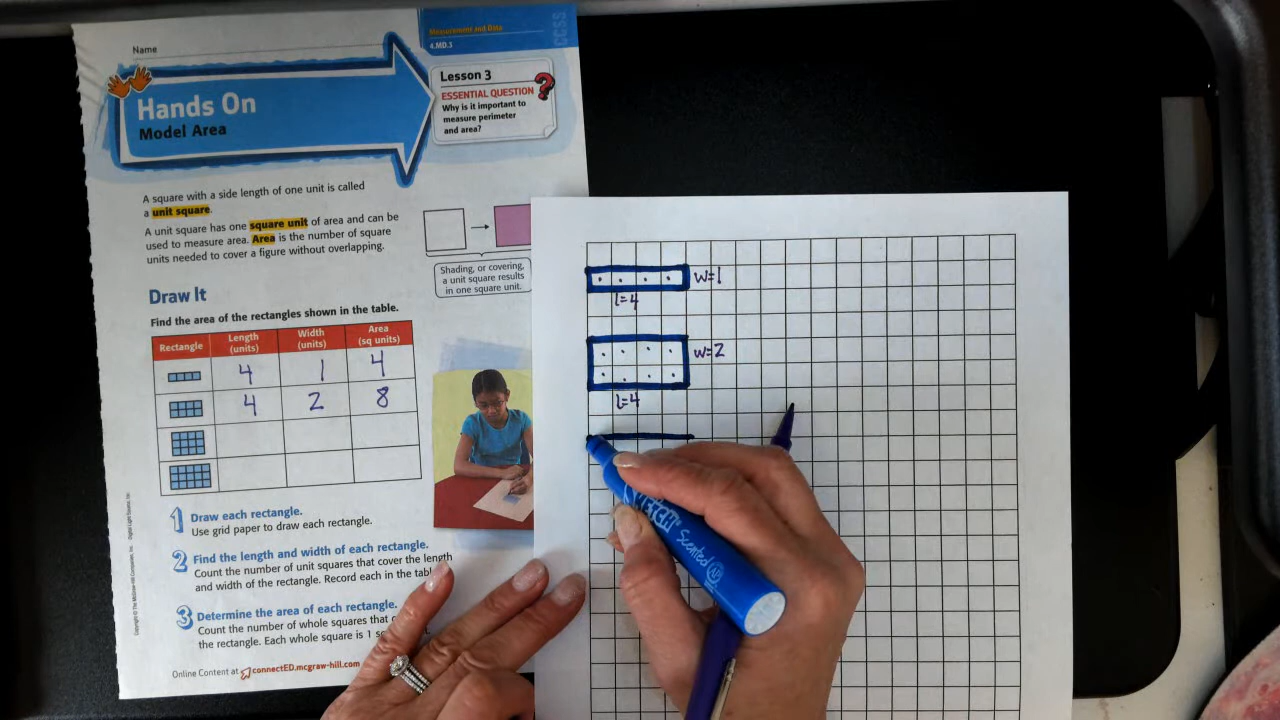 Name
Measurement and Data
4.MD.3
CCSS
Hands On
Model Area
Lesson 3
ESSENTIAL QUESTION
Why is it important to
measure perimeter
and area?
?
A square with a side length of one unit is called
a unit square.
A unit square has one square unit of area and can be
used to measure area. Area is the number of square
units needed to cover a figure without overlapping.
Shading, or covering,
a unit square results
in one square unit.
Draw It
Find the area of the rectangles shown in the table.
Rectangle Length (units) Width (units) Area (sq units)
4 1 4
4 2 8
1 Draw each rectangle.
Use grid paper to draw each rectangle.
2 Find the length and width of each rectangle.
Count the number of unit squares that cover the length
and width of the rectangle. Record each in the
3 Determine the area of each rectangle.
Count the number of whole squares that
the rectangle. Each whole square is 1
Online Content at connectED.mcgraw-hill.com
w=1
l=4
w=2
l=4
Scented
AP